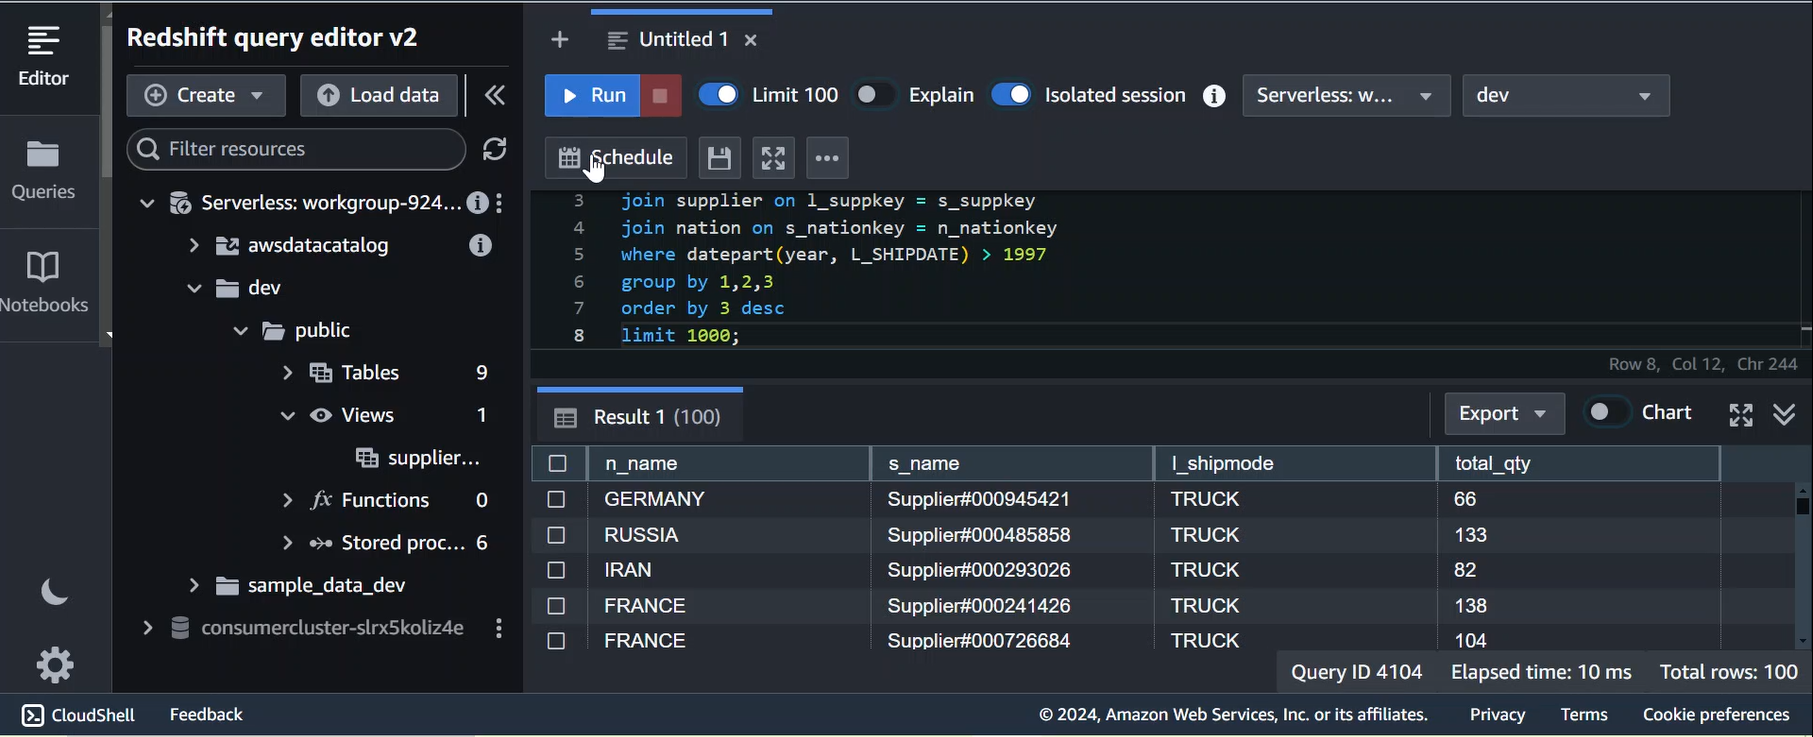 Redshift query editor v2
Editor
Queries
Notebooks
Create
Load data
Filter resources
Serverless: workgroup-924...
awsdatacatalog
dev
public
Tables 9
Views 1
supplier...
fx Functions 0
Stored proc... 6
sample_data_dev
consumercluster-slrx5koliz4e
Untitled 1
Run
Limit 100
Explain
Isolated session
Serverless: w...
dev
Schedule
3 join supplier on l_suppkey = s_suppkey
4 join nation on s_nationkey = n_nationkey
5 where datepart(year, L_SHIPDATE) > 1997
6 group by 1,2,3
7 order by 3 desc
8 limit 1000;
Row 8, Col 12, Chr 244
Result 1 (100)
Export
Chart
n_name s_name l_shipmode total_qty
GERMANY Supplier#000945421 TRUCK 66
RUSSIA Supplier#000485858 TRUCK 133
IRAN Supplier#000293026 TRUCK 82
FRANCE Supplier#000241426 TRUCK 138
FRANCE Supplier#000726684 TRUCK 104
Query ID 4104 Elapsed time: 10 ms Total rows: 100
CloudShell Feedback © 2024, Amazon Web Services, Inc. or its affiliates. Privacy Terms Cookie preferences